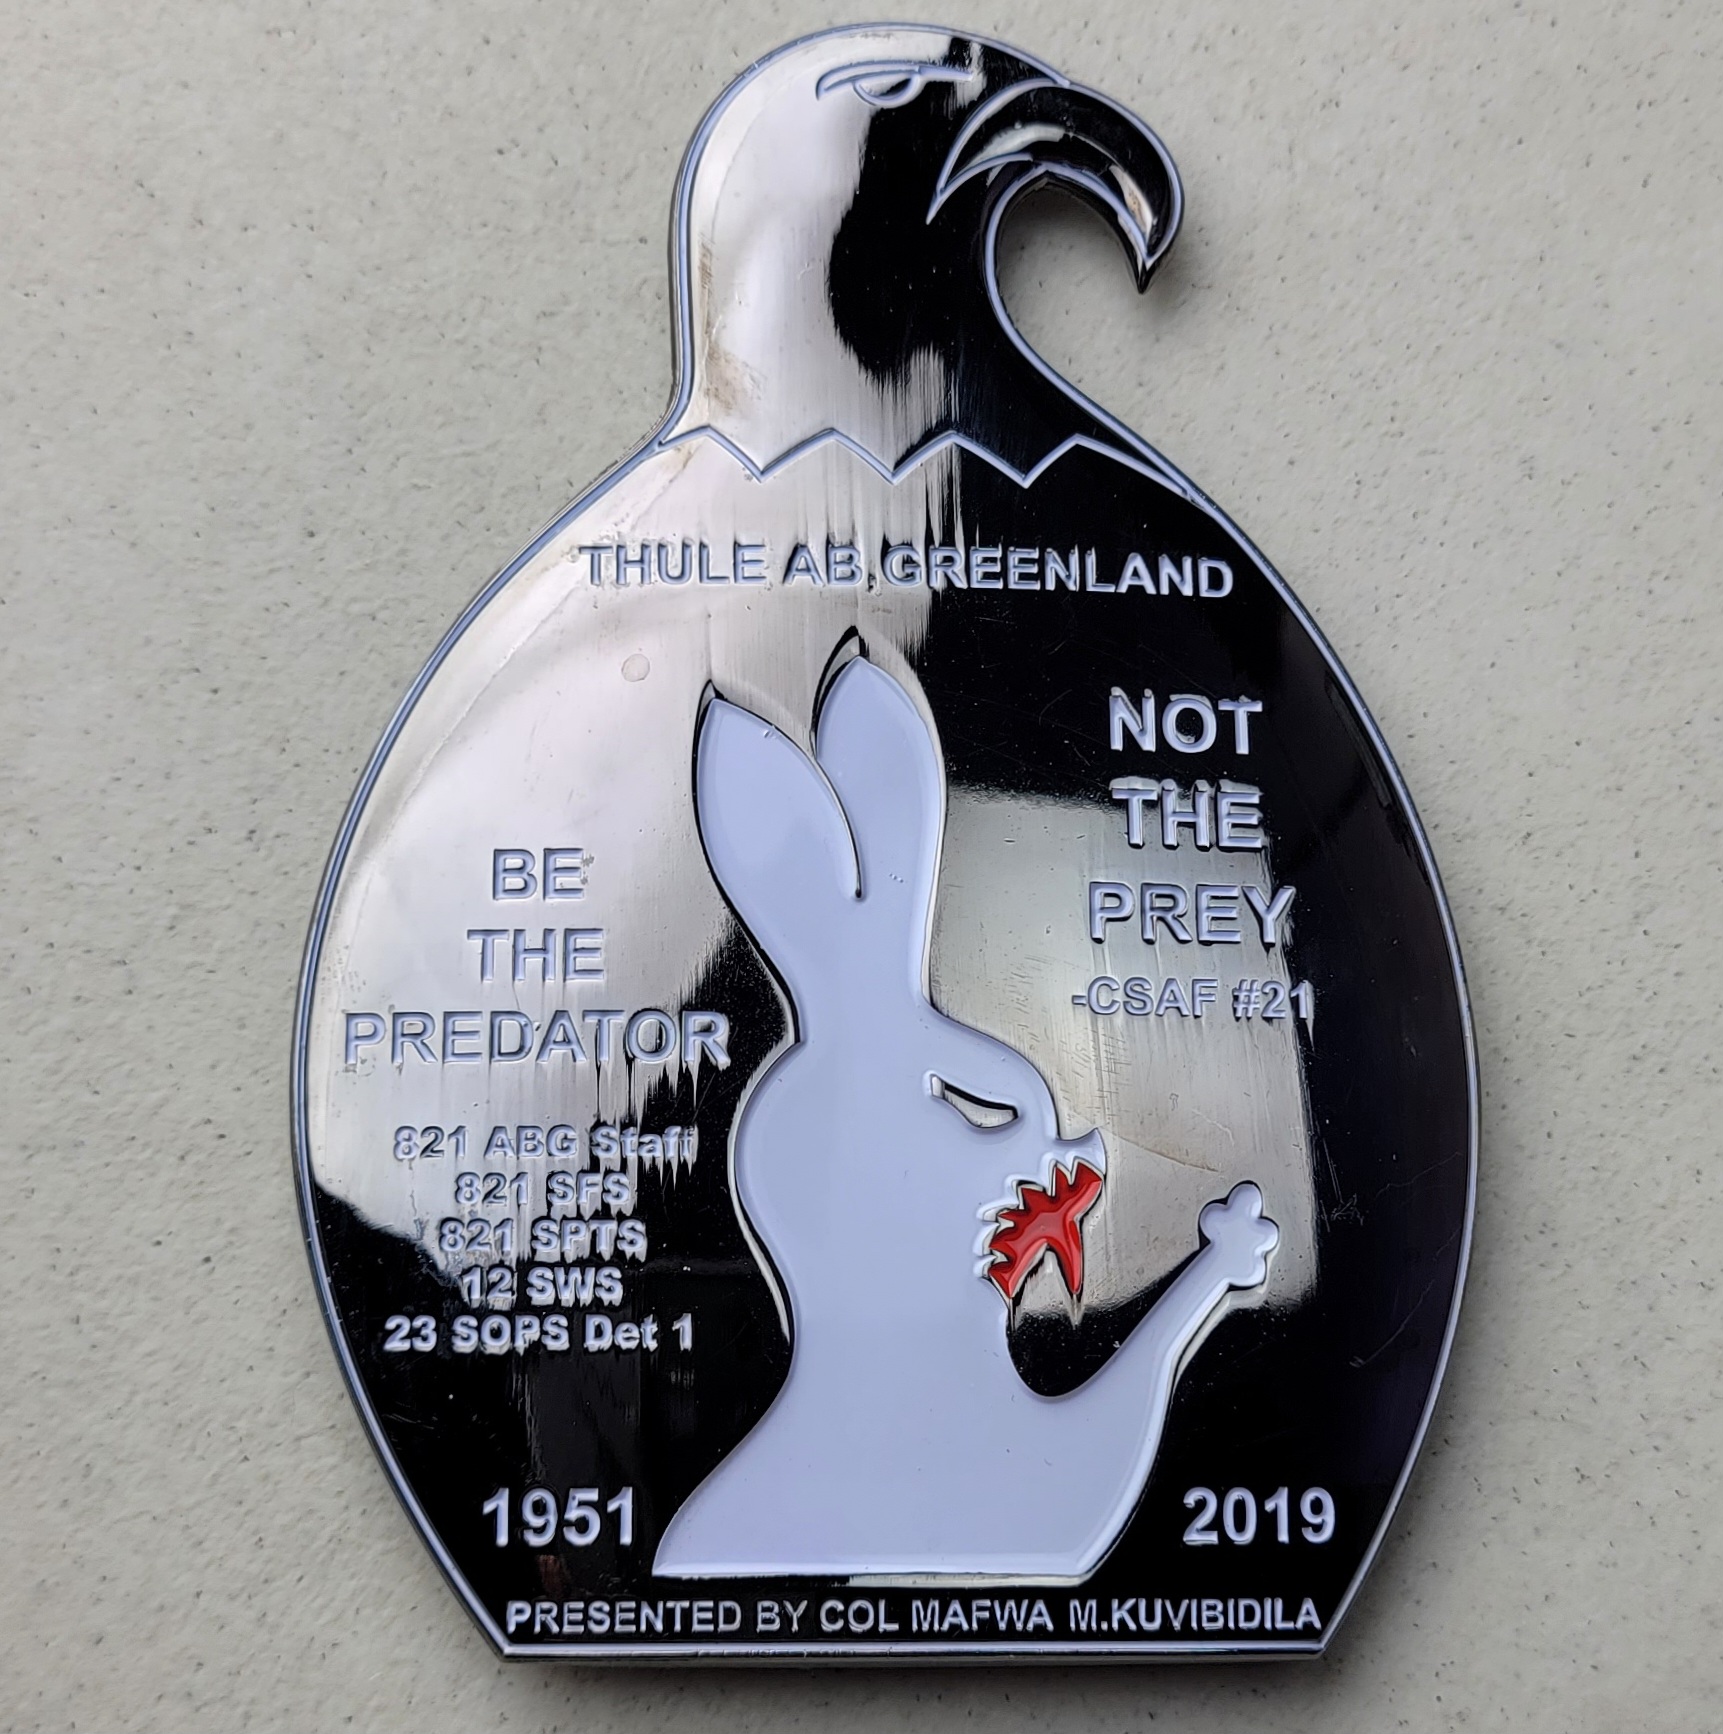 THULE AB, GREENLAND
BE
THE
PREDATOR
NOT
THE
PREY
-CSAF #21
821 ABG Staff
821 SFS
821 SPTS
12 SWS
23 SOPS Det 1
1951
2019
PRESENTED BY COL MAFWA M.KUVIBIDILA